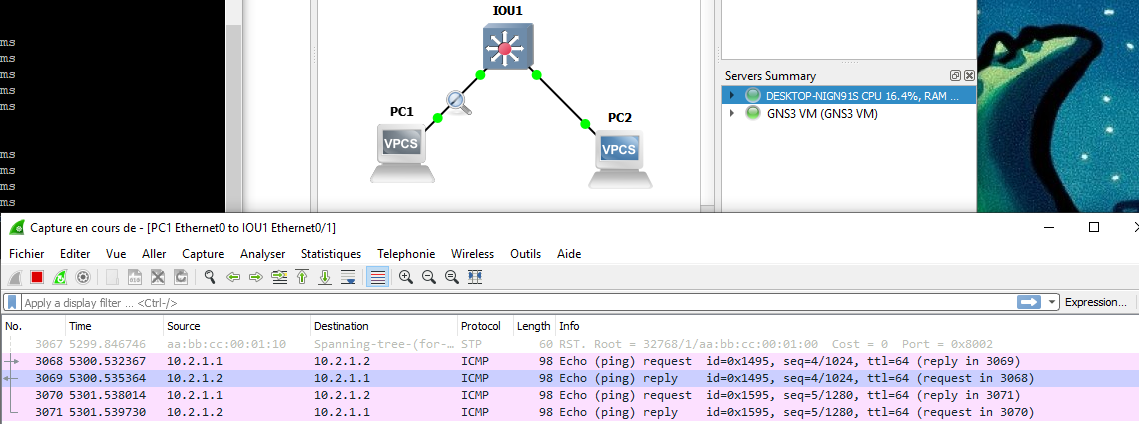 ms
ms
ms
ms
ms
ms
ms
ms
ms
IOU1
PC1
VPCS
PC2
VPCS
Servers Summary
DESKTOP-NIGN91S CPU 16.4%, RAM ...
GNS3 VM (GNS3 VM)
Capture en cours de - [PC1 Ethernet0 to IOU1 Ethernet0/1]
Fichier Editer Vue Aller Capture Analyser Statistiques Telephonie Wireless Outils Aide
Apply a display filter ... <Ctrl-/> Expression...
No. Time Source Destination Protocol Length Info
3067 5299.846746 aa:bb:cc:00:01:10 Spanning-tree-(for-… STP 60 RST. Root = 32768/1/aa:bb:cc:00:01:00 Cost = 0 Port = 0x8002
3068 5300.532367 10.2.1.1 10.2.1.2 ICMP 98 Echo (ping) request id=0x1495, seq=4/1024, ttl=64 (reply in 3069)
3069 5300.535364 10.2.1.2 10.2.1.1 ICMP 98 Echo (ping) reply id=0x1495, seq=4/1024, ttl=64 (request in 3068)
3070 5301.538014 10.2.1.1 10.2.1.2 ICMP 98 Echo (ping) request id=0x1595, seq=5/1280, ttl=64 (reply in 3071)
3071 5301.539730 10.2.1.2 10.2.1.1 ICMP 98 Echo (ping) reply id=0x1595, seq=5/1280, ttl=64 (request in 3070)